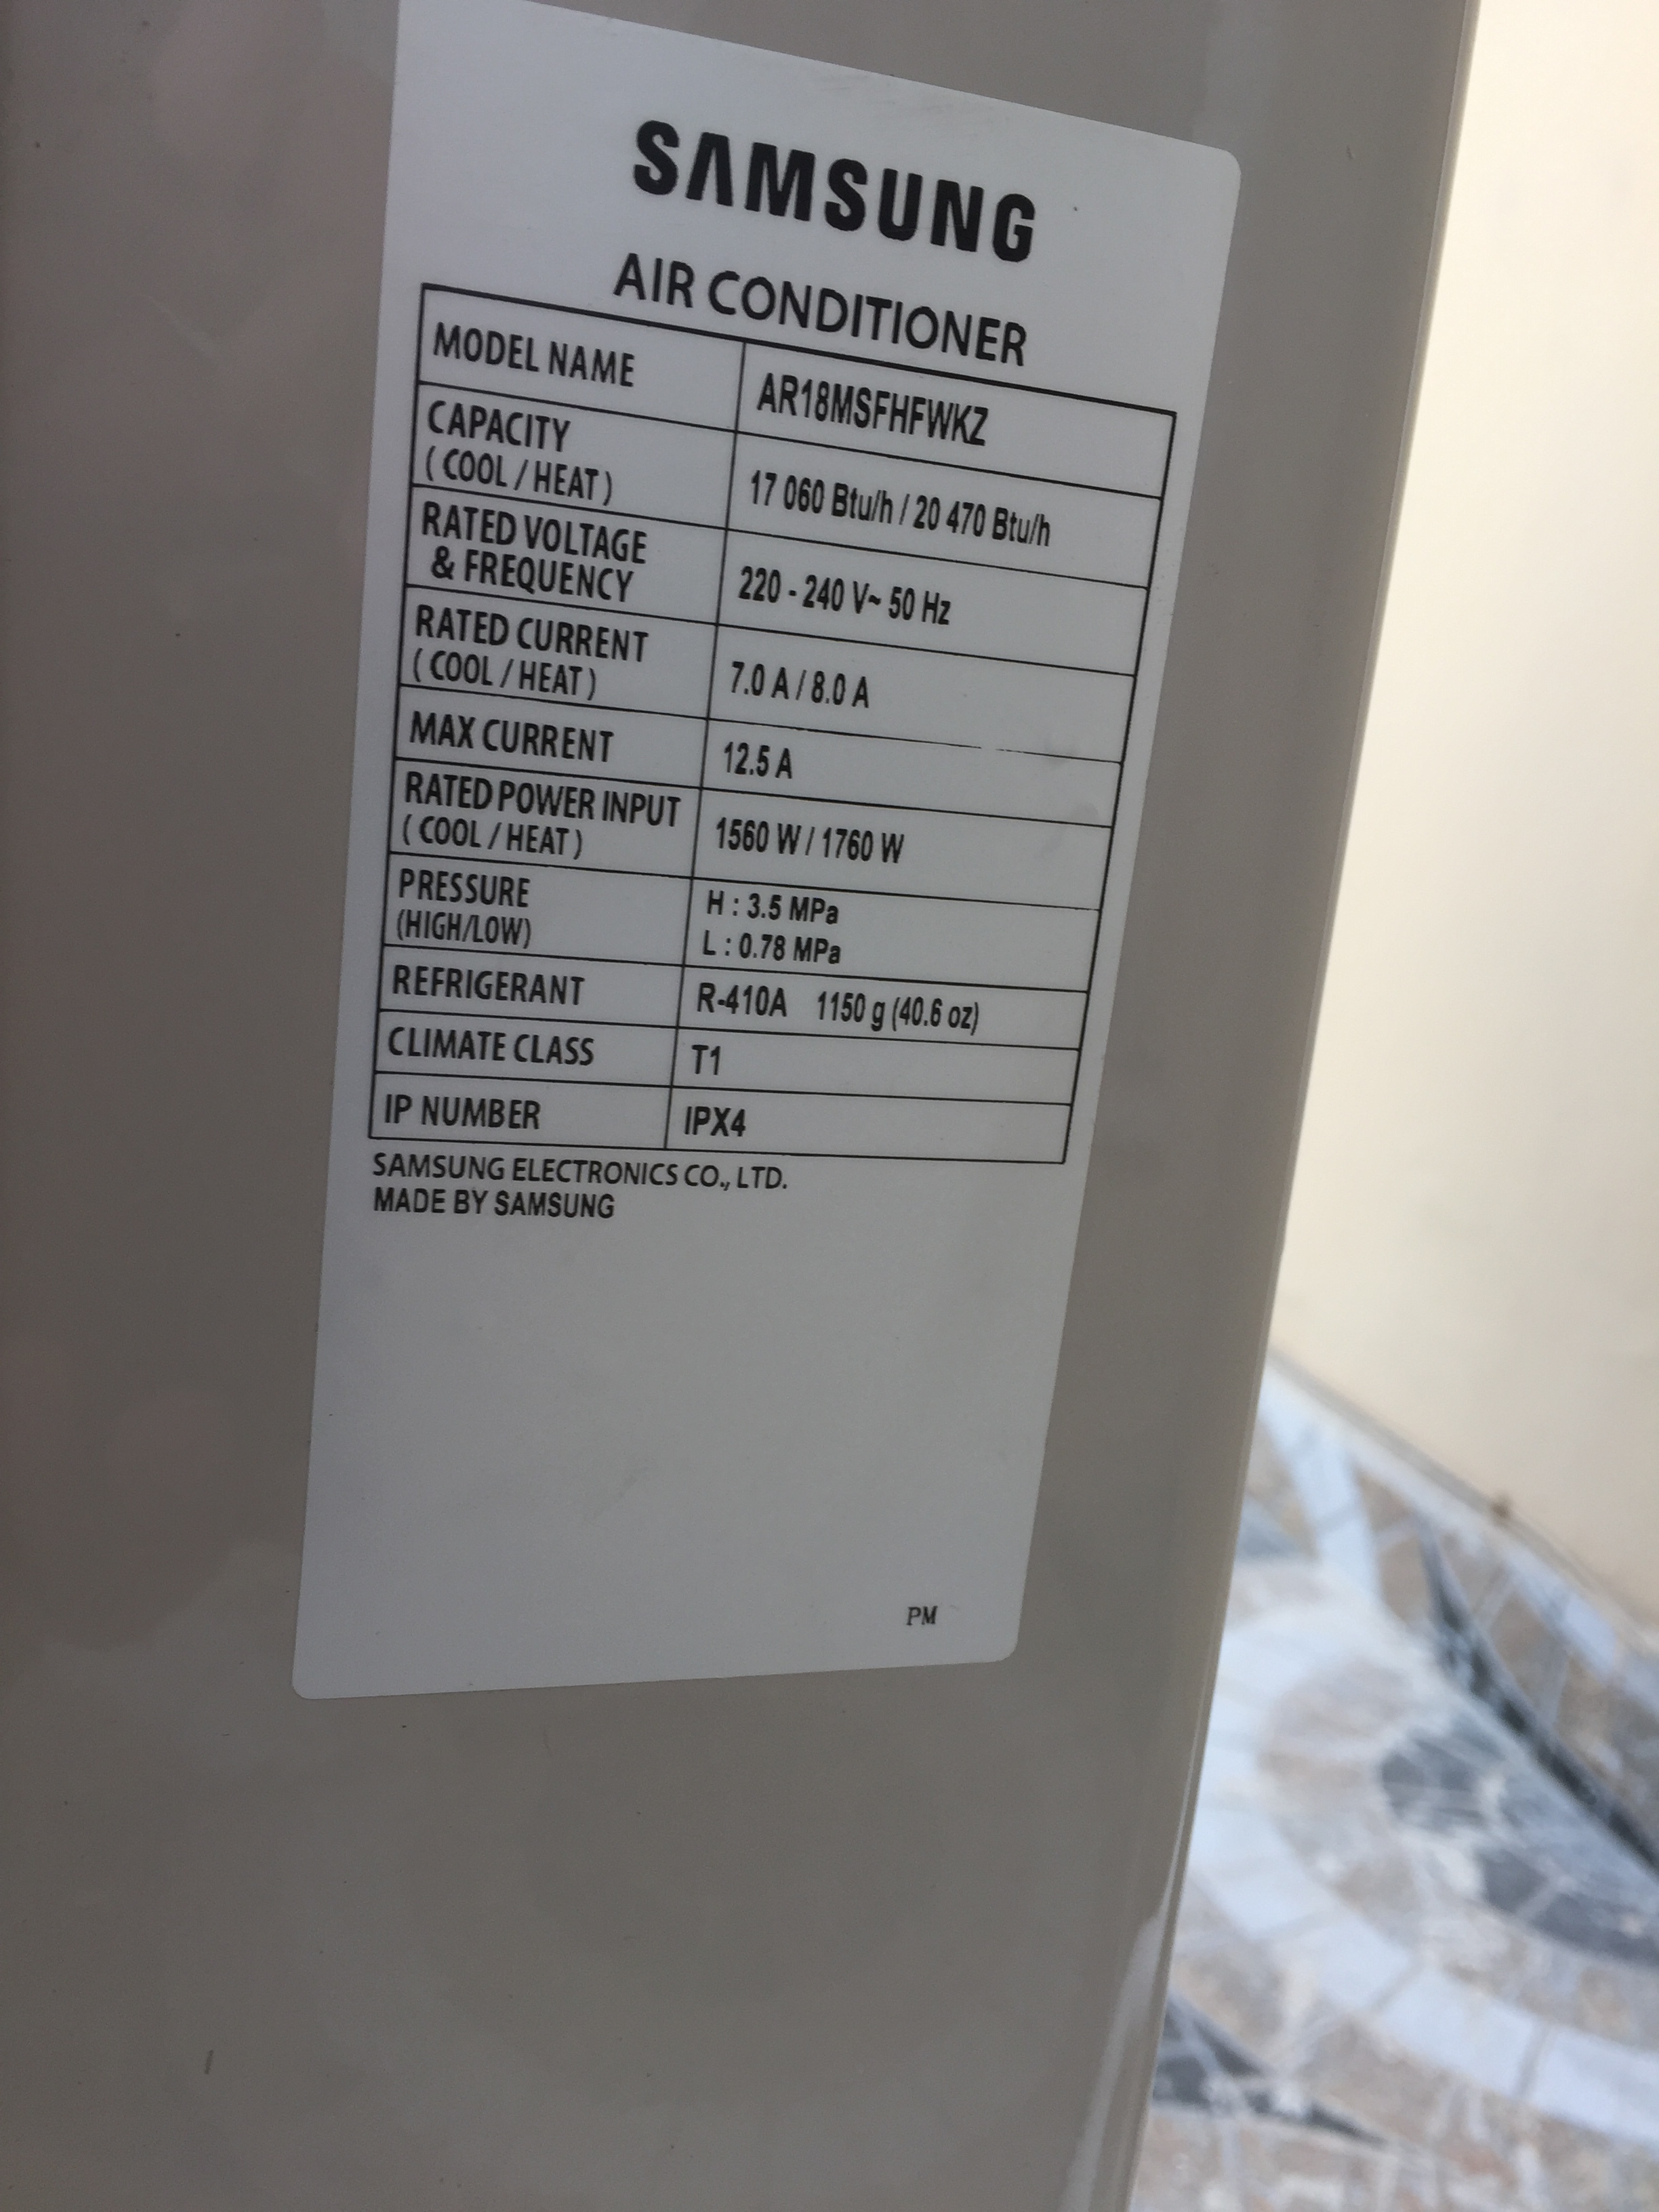 SAMSUNG
AIR CONDITIONER
MODEL NAME AR18MSFHFWKZ
CAPACITY
( COOL / HEAT ) 17 060 Btu/h / 20 470 Btu/h
RATED VOLTAGE
& FREQUENCY 220 - 240 V~ 50 Hz
RATED CURRENT
( COOL / HEAT ) 7.0 A / 8.0 A
MAX CURRENT 12.5 A
RATED POWER INPUT
( COOL / HEAT ) 1560 W / 1760 W
PRESSURE H : 3.5 MPa
(HIGH/LOW) L : 0.78 MPa
REFRIGERANT R-410A 1150 g (40.6 oz)
CLIMATE CLASS T1
IP NUMBER IPX4
SAMSUNG ELECTRONICS CO., LTD.
MADE BY SAMSUNG
PM